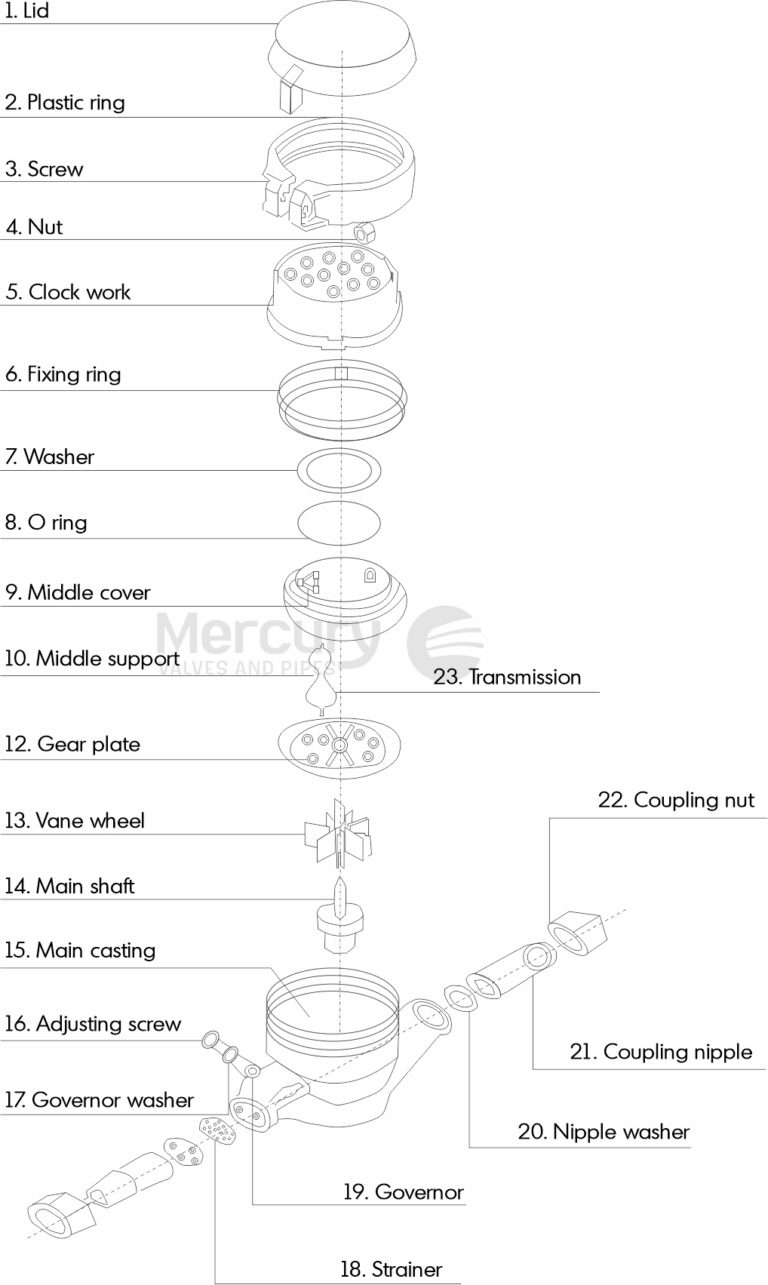 1. Lid
2. Plastic ring
3. Screw
4. Nut
5. Clock work
6. Fixing ring
7. Washer
8. O ring
9. Middle cover
Mercury
VALVES AND PIPES
10. Middle support
23. Transmission
12. Gear plate
22. Coupling nut
13. Vane wheel
14. Main shaft
15. Main casting
16. Adjusting screw
21. Coupling nipple
17. Governor washer
20. Nipple washer
19. Governor
18. Strainer